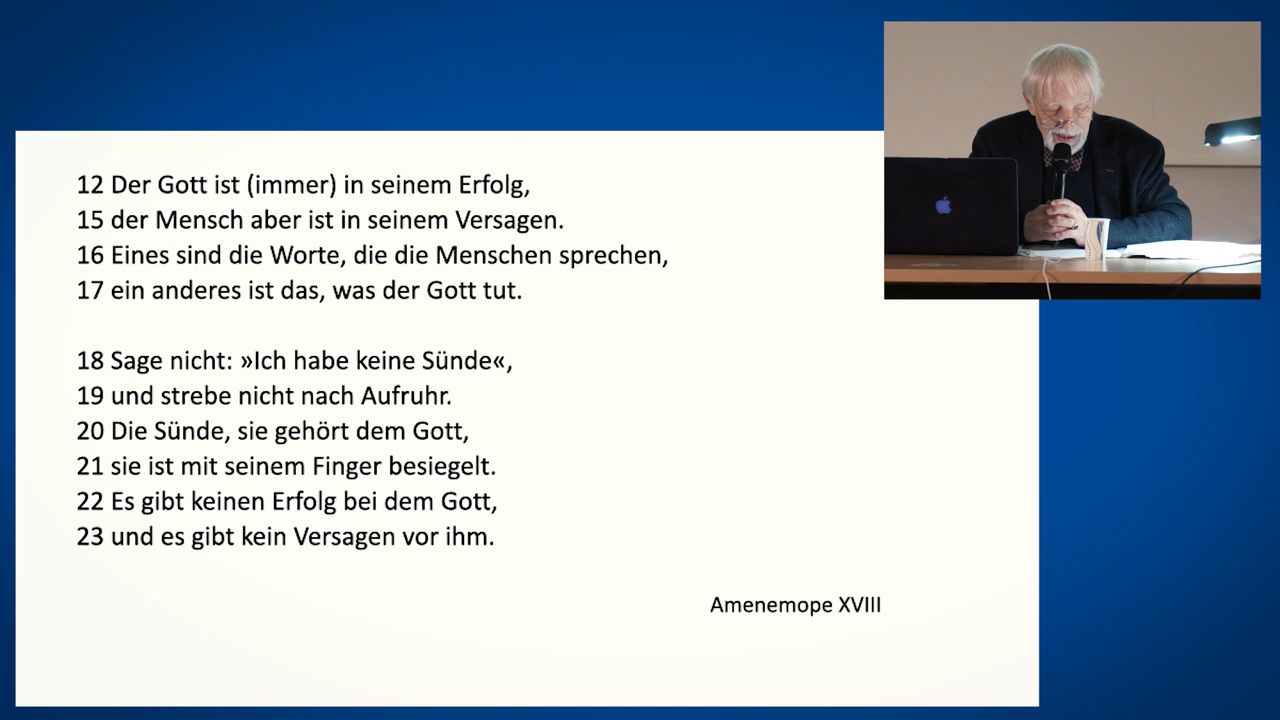 12 Der Gott ist (immer) in seinem Erfolg,
15 der Mensch aber ist in seinem Versagen.
16 Eines sind die Worte, die die Menschen sprechen,
17 ein anderes ist das, was der Gott tut.
18 Sage nicht: »Ich habe keine Sünde«,
19 und strebe nicht nach Aufruhr.
20 Die Sünde, sie gehört dem Gott,
21 sie ist mit seinem Finger besiegelt.
22 Es gibt keinen Erfolg bei dem Gott,
23 und es gibt kein Versagen vor ihm.
Amenemope XVIII